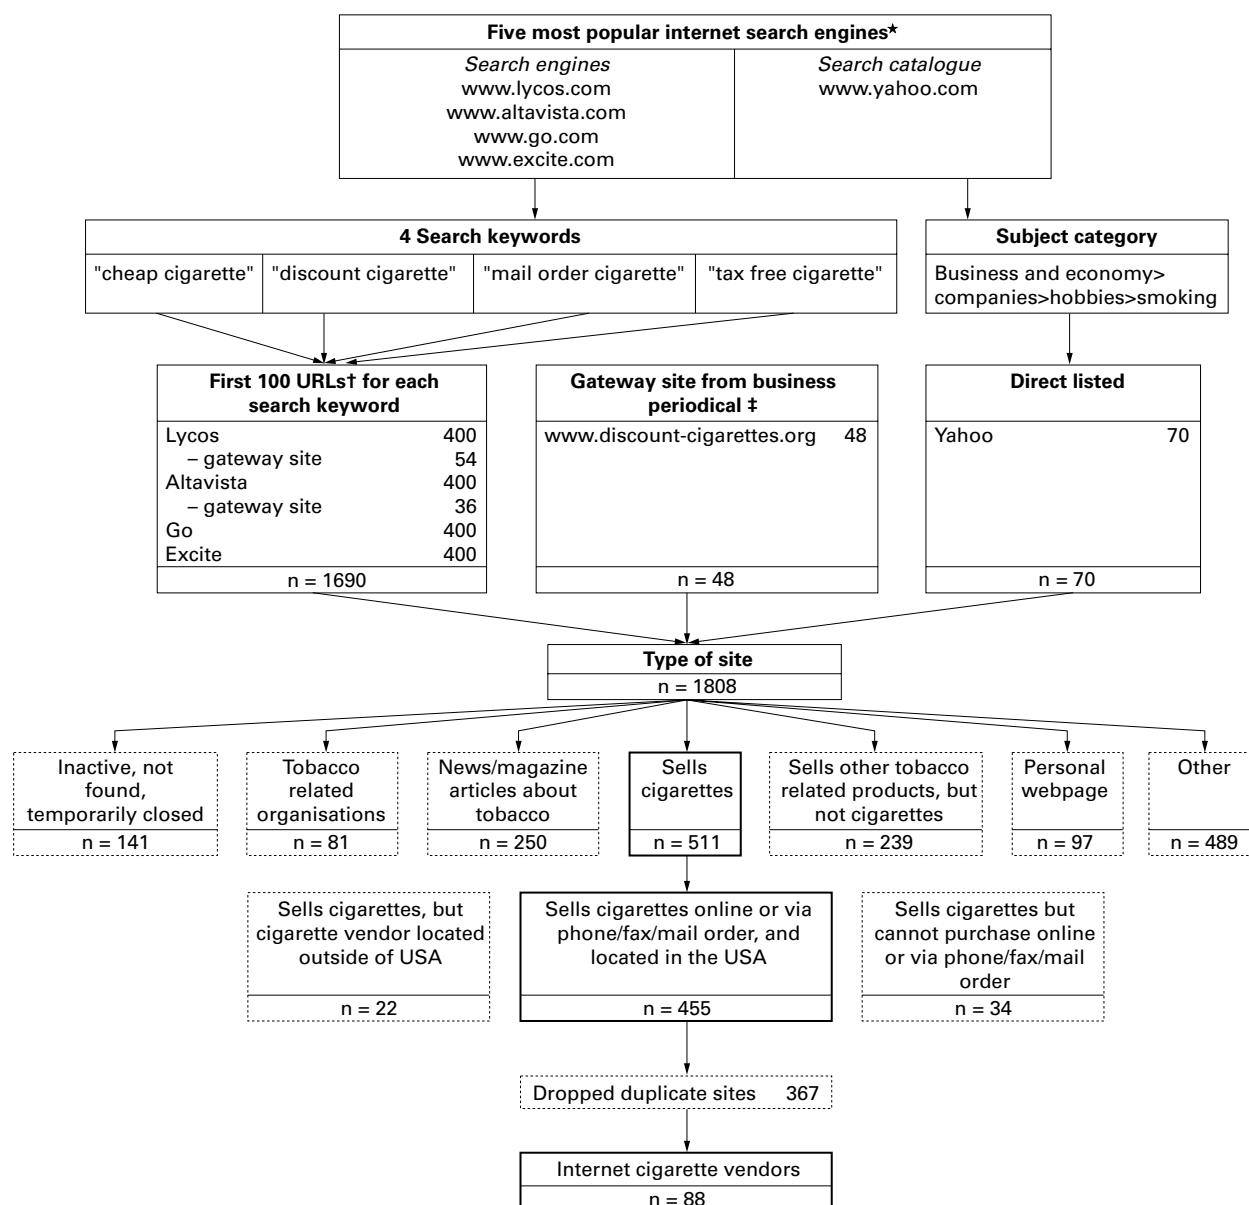 Five most popular internet search engines★
Search engines
www.lycos.com
www.altavista.com
www.go.com
www.excite.com
Search catalogue
www.yahoo.com
4 Search keywords
"cheap cigarette"
"discount cigarette"
"mail order cigarette"
"tax free cigarette"
Subject category
Business and economy>
companies>hobbies>smoking
First 100 URLs† for each
search keyword
Lycos 400
– gateway site 54
Altavista 400
– gateway site 36
Go 400
Excite 400
n = 1690
Gateway site from business
periodical ‡
www.discount-cigarettes.org 48
n = 48
Direct listed
Yahoo 70
n = 70
Type of site
n = 1808
Inactive, not
found,
temporarily closed
n = 141
Tobacco
related
organisations
n = 81
News/magazine
articles about
tobacco
n = 250
Sells
cigarettes
n = 511
Sells other tobacco
related products, but
not cigarettes
n = 239
Personal
webpage
n = 97
Other
n = 489
Sells cigarettes, but
cigarette vendor located
outside of USA
n = 22
Sells cigarettes online or via
phone/fax/mail order, and
located in the USA
n = 455
Sells cigarettes but
cannot purchase online
or via phone/fax/mail
order
n = 34
Dropped duplicate sites 367
Internet cigarette vendors
n = 88